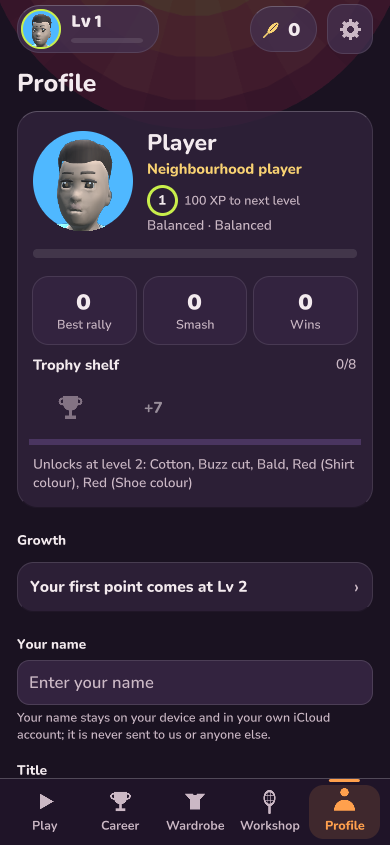 Lv 1
0
Profile
Player
Neighbourhood player
1 100 XP to next level
Balanced · Balanced
0 0 0
Best rally Smash Wins
Trophy shelf 0/8
+7
Unlocks at level 2: Cotton, Buzz cut, Bald, Red (Shirt
colour), Red (Shoe colour)
Growth
Your first point comes at Lv 2 ›
Your name
Enter your name
Your name stays on your device and in your own iCloud
account; it is never sent to us or anyone else.
Title
Play Career Wardrobe Workshop Profile